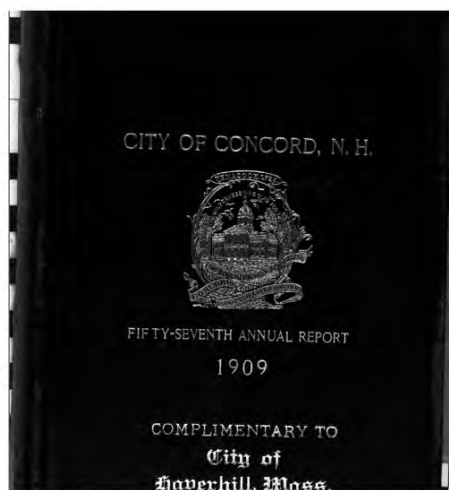 CITY OF CONCORD, N. H.
FIFTY-SEVENTH ANNUAL REPORT
1909
COMPLIMENTARY TO
City of
Haverhill, Mass.